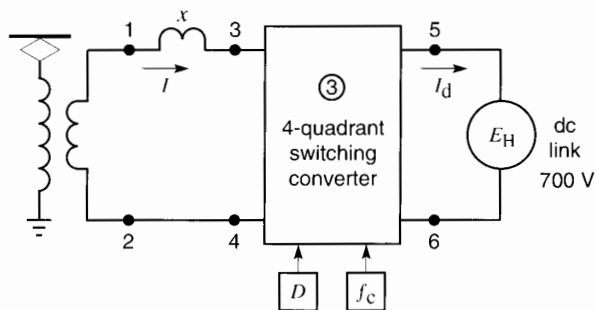 1
x
3
5
I
③
I_d
4-quadrant
switching
converter
E_H
dc
link
700 V
2
4
6
D
f_c